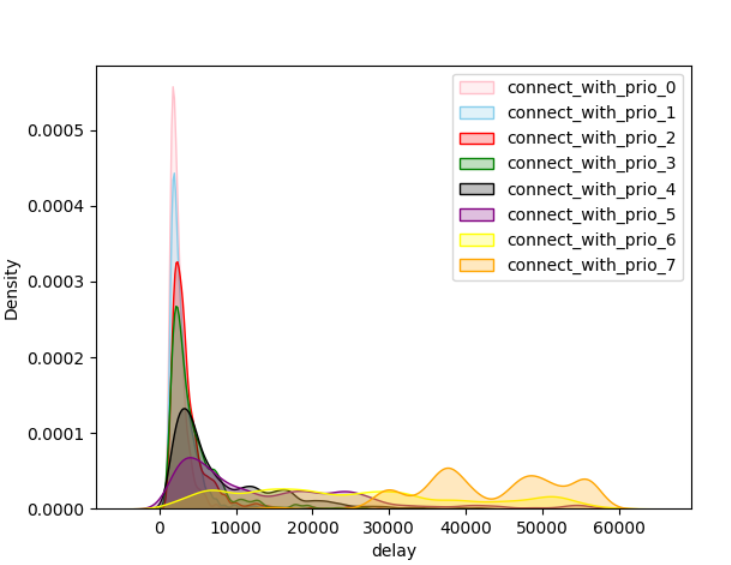 connect_with_prio_0
connect_with_prio_1
connect_with_prio_2
connect_with_prio_3
connect_with_prio_4
connect_with_prio_5
connect_with_prio_6
connect_with_prio_7
0.0005
0.0004
0.0003
0.0002
0.0001
0.0000
Density
0 10000 20000 30000 40000 50000 60000
delay